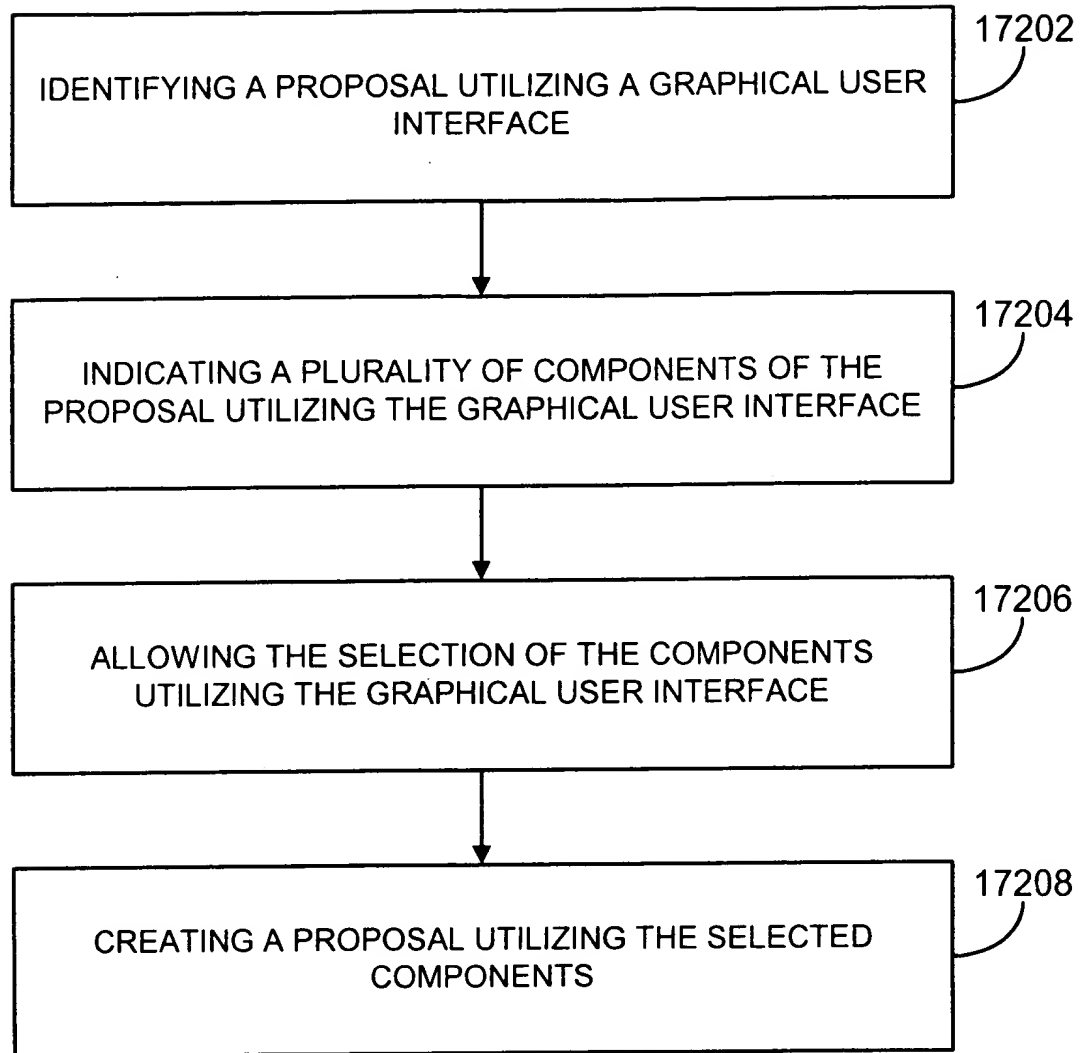 17202
IDENTIFYING A PROPOSAL UTILIZING A GRAPHICAL USER
INTERFACE
17204
INDICATING A PLURALITY OF COMPONENTS OF THE
PROPOSAL UTILIZING THE GRAPHICAL USER INTERFACE
17206
ALLOWING THE SELECTION OF THE COMPONENTS
UTILIZING THE GRAPHICAL USER INTERFACE
17208
CREATING A PROPOSAL UTILIZING THE SELECTED
COMPONENTS